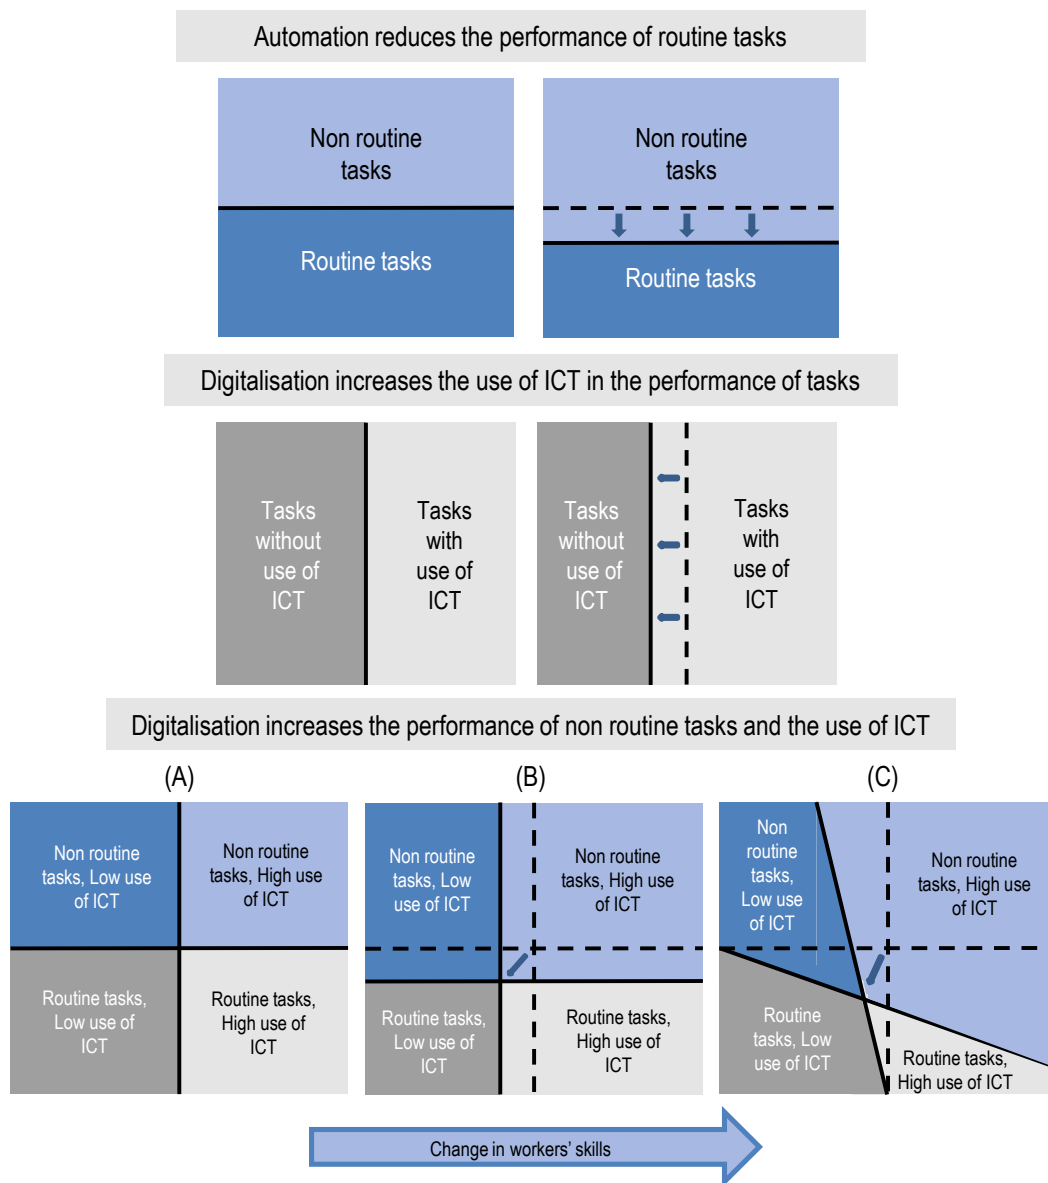 Automation reduces the performance of routine tasks
Non routine
tasks
Routine tasks
Non routine
tasks
Routine tasks
Digitalisation increases the use of ICT in the performance of tasks
Tasks
without
use of
ICT
Tasks
with
use of
ICT
Tasks
without
use of
ICT
Tasks
with
use of
ICT
Digitalisation increases the performance of non routine tasks and the use of ICT
(A)
Non routine
tasks, Low use
of ICT
Non routine
tasks, High use
of ICT
Routine tasks,
Low use of
ICT
Routine tasks,
High use of
ICT
(B)
Non routine
tasks, Low
use of ICT
Non routine
tasks, High use
of ICT
Routine tasks,
Low use of
ICT
Routine tasks,
High use of
ICT
(C)
Non
routine
tasks,
Low use
of ICT
Non routine
tasks, High use
of ICT
Routine
tasks, Low
use of ICT
Routine tasks,
High use of ICT
Change in workers' skills